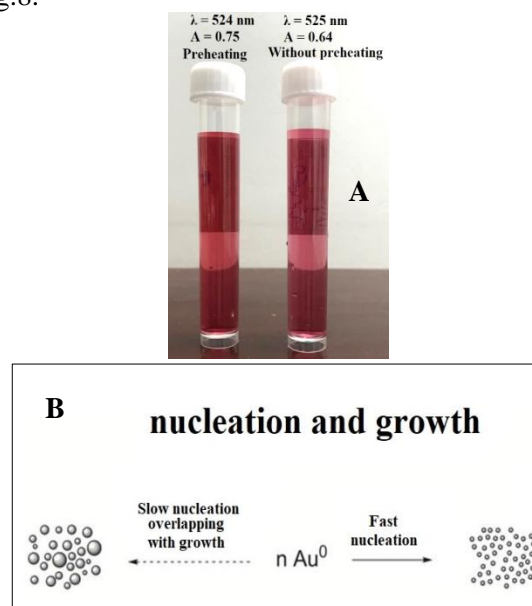 g.8.
λ = 524 nm
A = 0.75
Preheating
λ = 525 nm
A = 0.64
Without preheating
A
B
nucleation and growth
Slow nucleation
overlapping
with growth
n Au⁰
Fast
nucleation